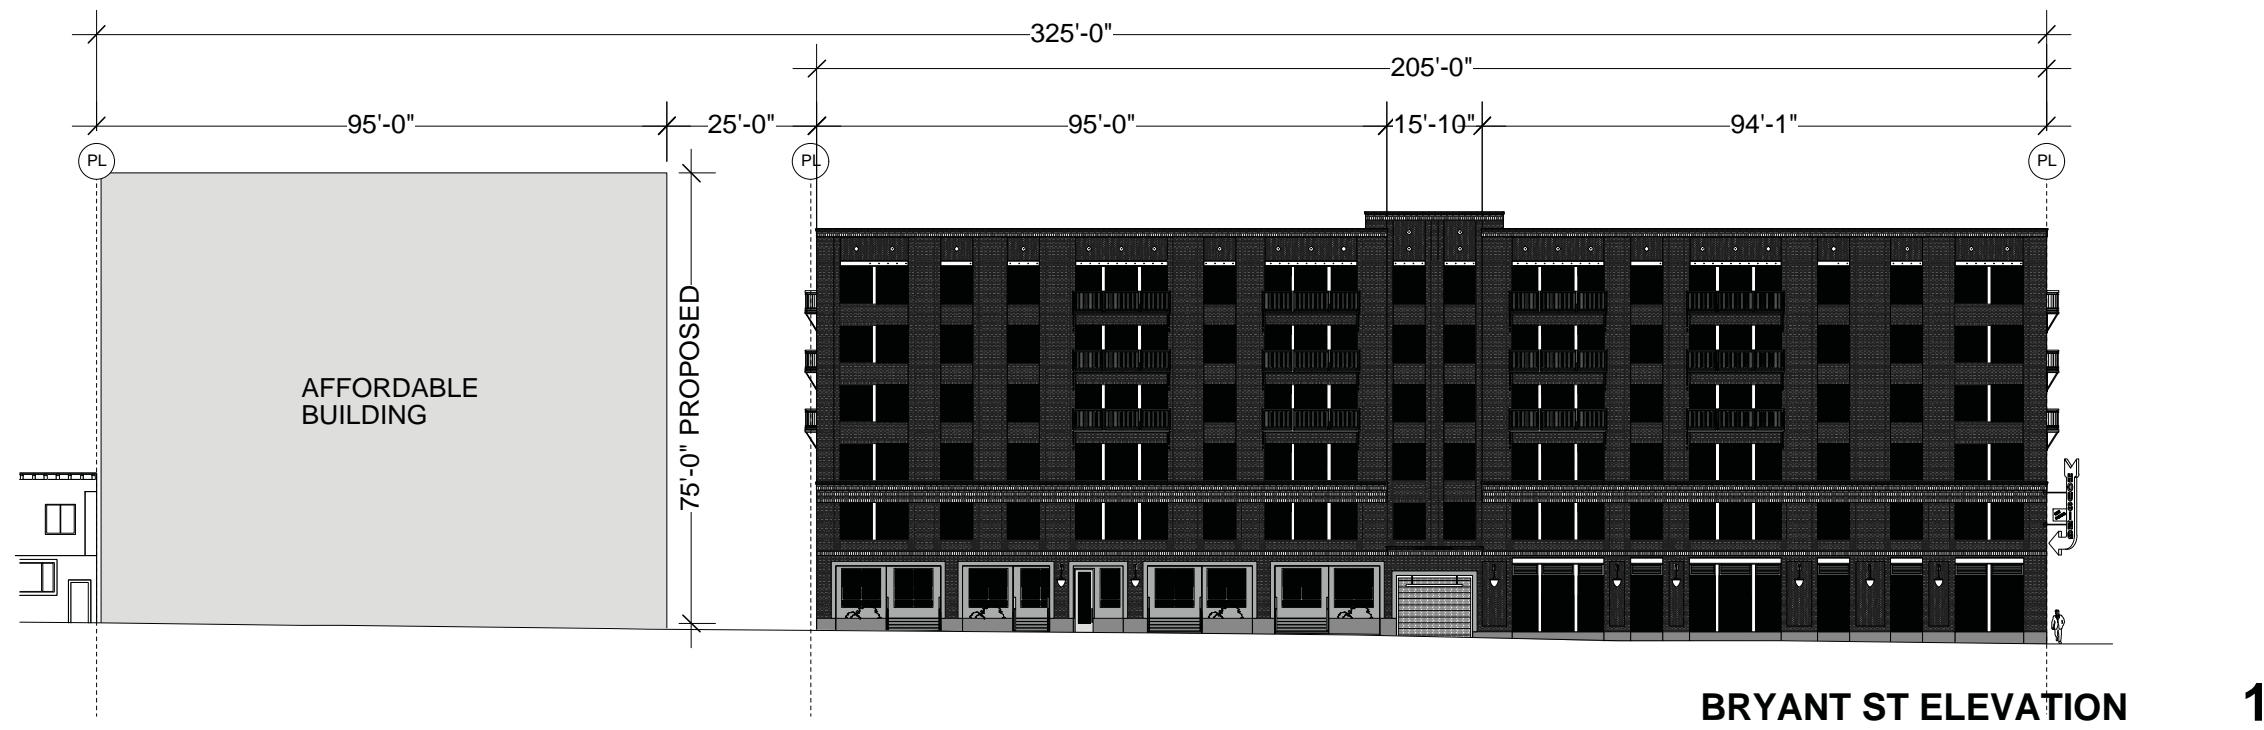 325'-0"
205'-0"
95'-0"
25'-0"
95'-0"
15'-10"
94'-1"
PL
PL
PL
75'-0" PROPOSED
AFFORDABLE
BUILDING
BRYANT ST ELEVATION
1